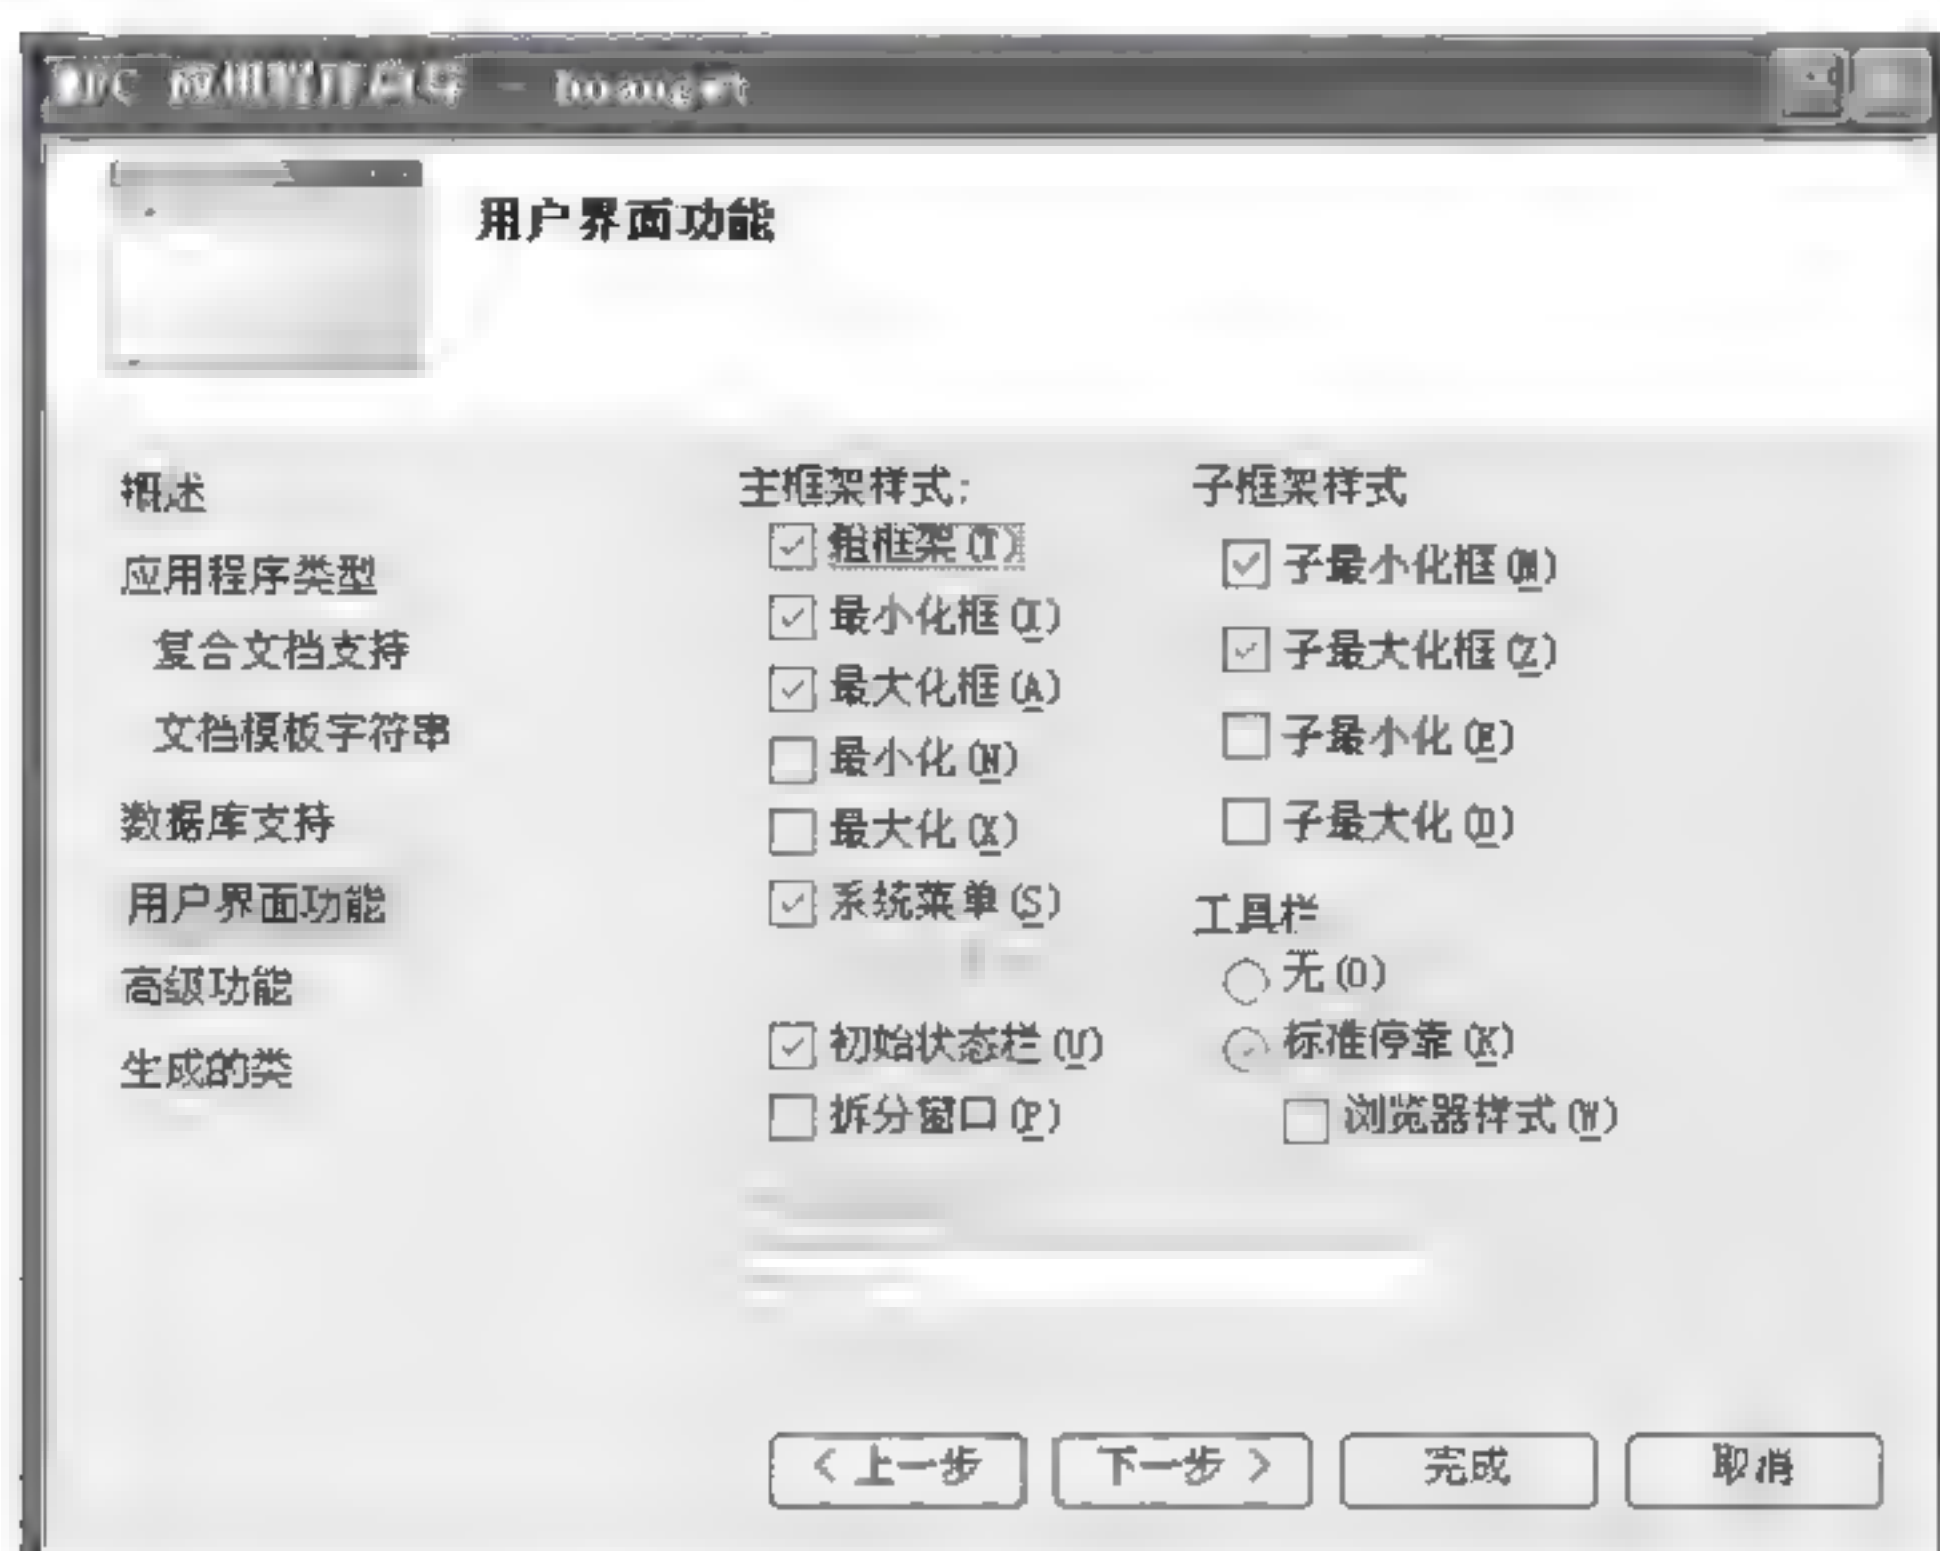 应用程序向导 -
用户界面功能
概述
应用程序类型
复合文档支持
文档模板字符串
数据库支持
用户界面功能
高级功能
生成的类
主框架样式:
粗框架(T)
最小化框(I)
最大化框(A)
最小化(N)
最大化(X)
系统菜单(S)
初始状态栏(U)
拆分窗口(P)
子框架样式
子最小化框(M)
子最大化框(Z)
子最小化(E)
子最大化(D)
工具栏
无(O)
标准停靠(K)
浏览器样式(W)
< 上一步
下一步 >
完成
取消